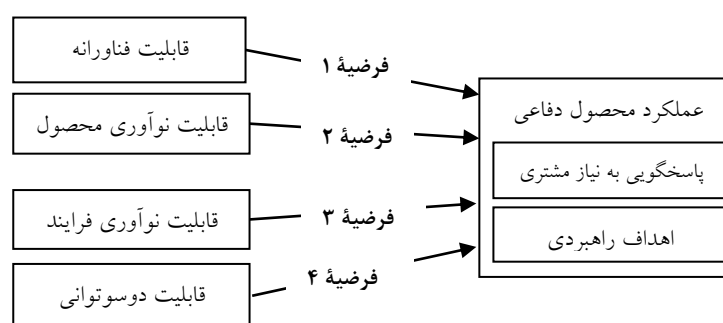 قابلیت فناورانه
فرضیهٔ ۱
عملکرد محصول دفاعی
قابلیت نوآوری محصول
فرضیهٔ ۲
پاسخگویی به نیاز مشتری
قابلیت نوآوری فرایند
فرضیهٔ ۳
اهداف راهبردی
قابلیت دوسوتوانی
فرضیهٔ ۴